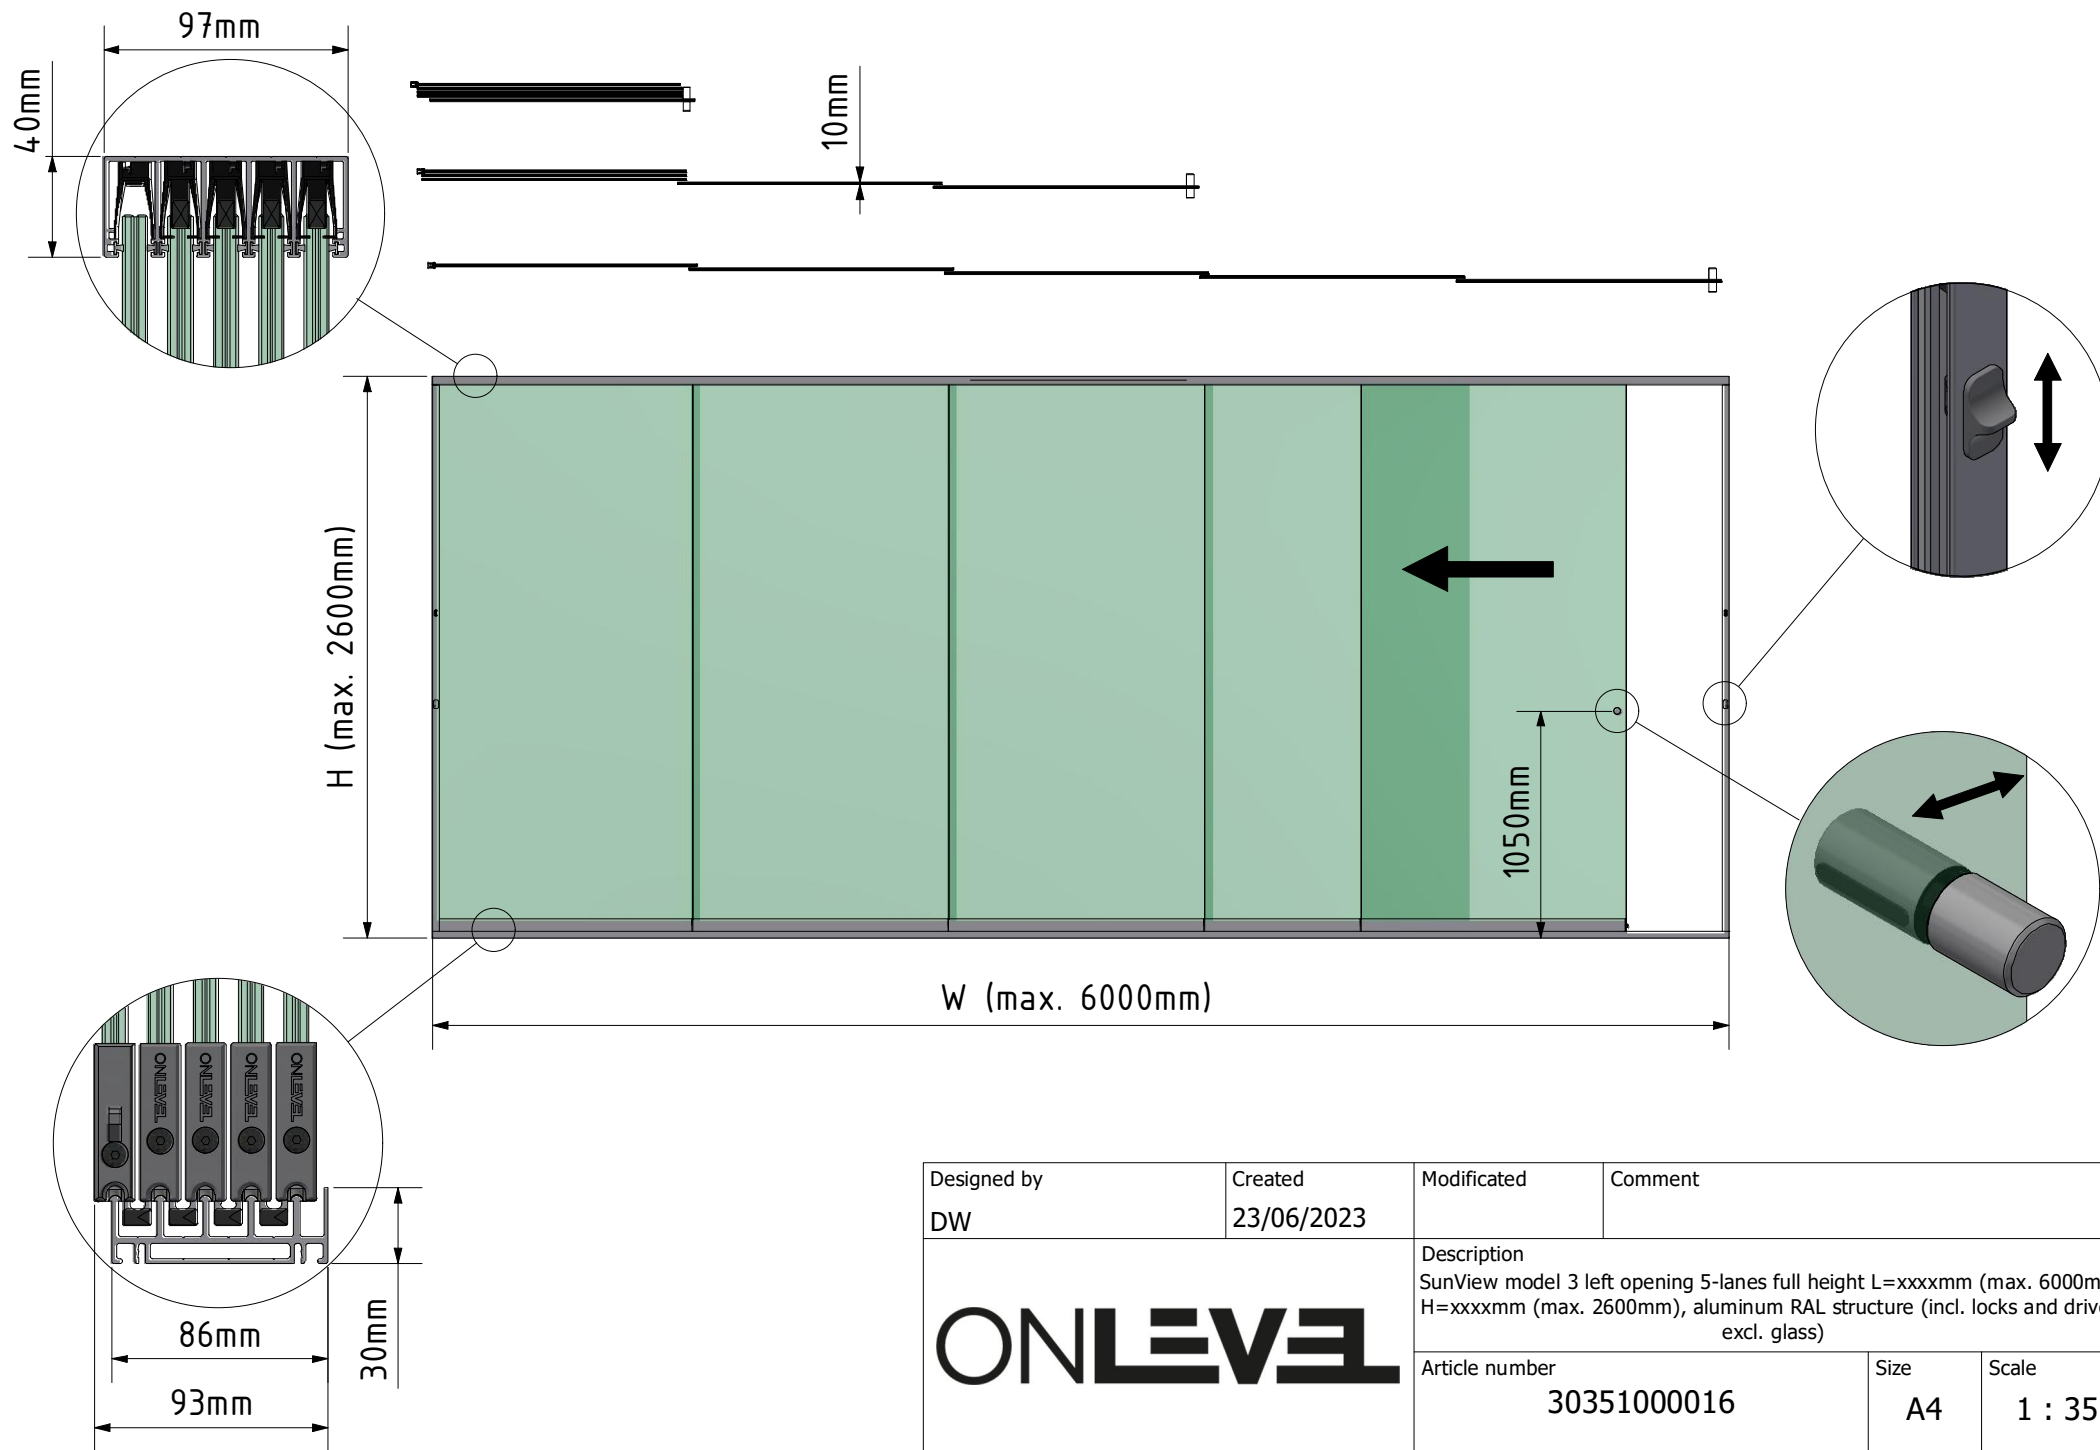 97mm
40mm
10mm
H (max. 2600mm)
1050mm
W (max. 6000mm)
ONLEVEL
ONLEVEL
ONLEVEL
ONLEVEL
86mm
93mm
30mm
Designed by
DW
Created
23/06/2023
Modificated
Comment
ONLEVEL
Description
SunView model 3 left opening 5-lanes full height L=xxxxmm (max. 6000m
H=xxxxmm (max. 2600mm), aluminum RAL structure (incl. locks and driv
excl. glass)
Article number
30351000016
Size
A4
Scale
1 : 35